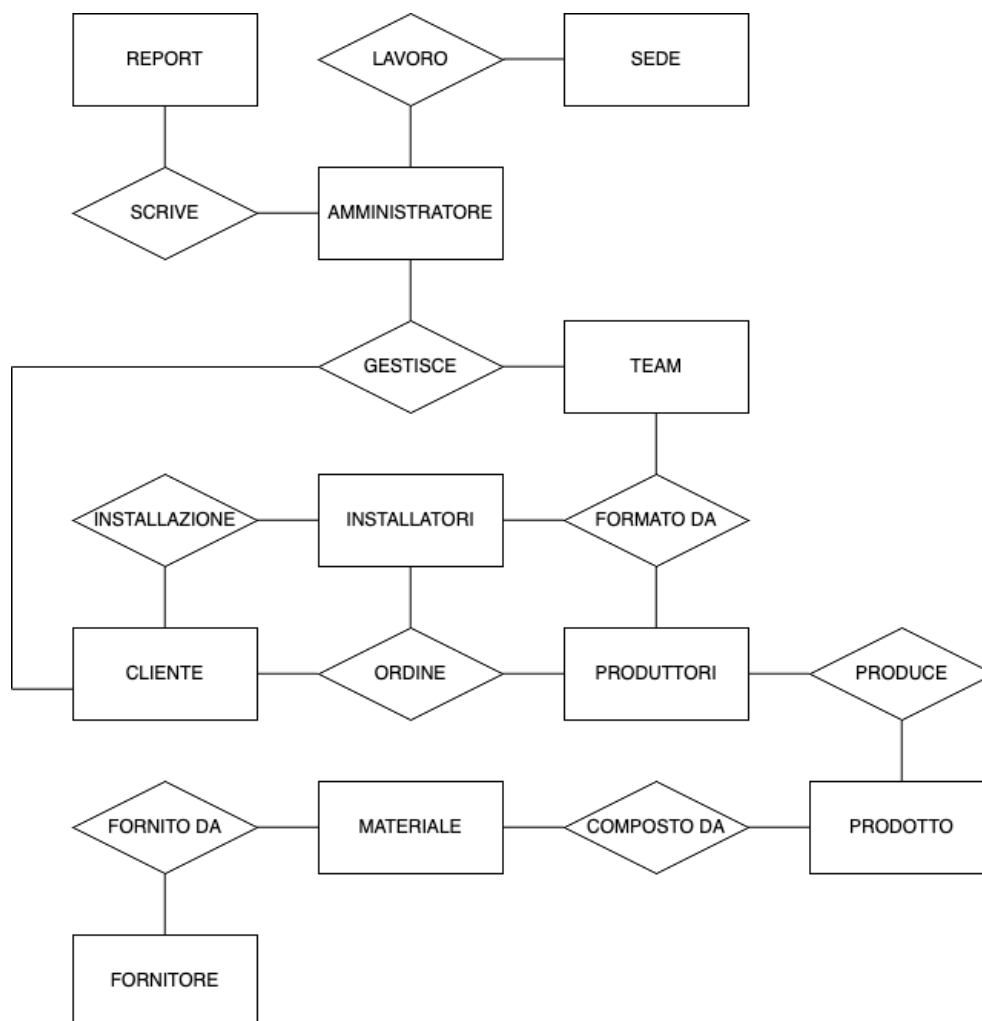 REPORT
LAVORO
SEDE
SCRIVE
AMMINISTRATORE
GESTISCE
TEAM
INSTALLAZIONE
INSTALLATORI
FORMATO DA
CLIENTE
ORDINE
PRODUTTORI
PRODUCE
FORNITO DA
MATERIALE
COMPOSTO DA
PRODOTTO
FORNITORE